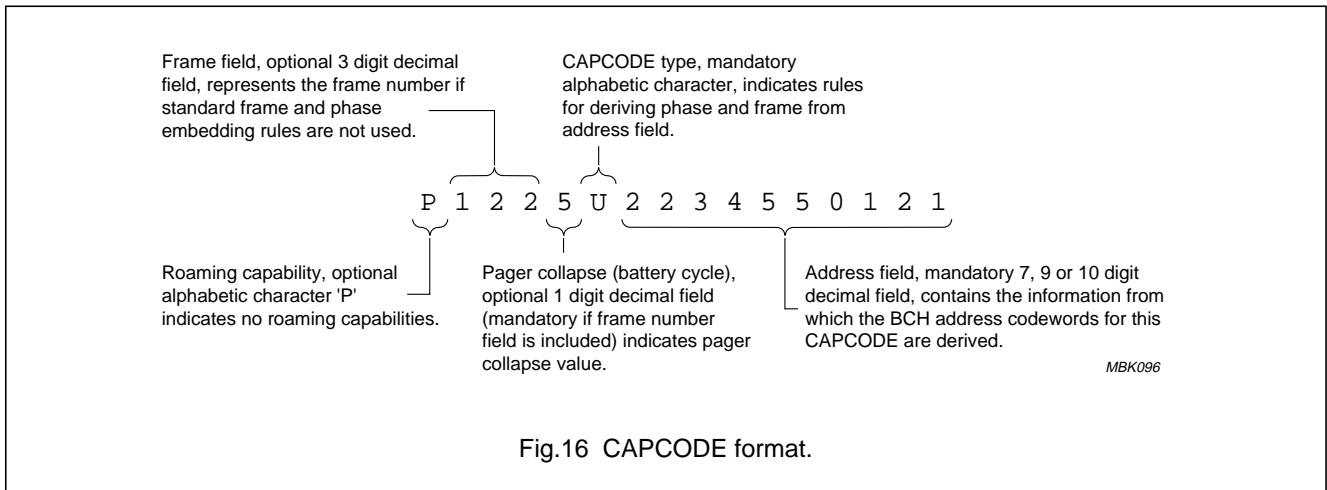 Frame field, optional 3 digit decimal
field, represents the frame number if
standard frame and phase
embedding rules are not used.
CAPCODE type, mandatory
alphabetic character, indicates rules
for deriving phase and frame from
address field.
P 1 2 2 5 U 2 2 3 4 5 5 0 1 2 1
Roaming capability, optional
alphabetic character 'P'
indicates no roaming capabilities.
Pager collapse (battery cycle),
optional 1 digit decimal field
(mandatory if frame number
field is included) indicates pager
collapse value.
Address field, mandatory 7, 9 or 10 digit
decimal field, contains the information from
which the BCH address codewords for this
CAPCODE are derived.
MBK096
Fig.16 CAPCODE format.